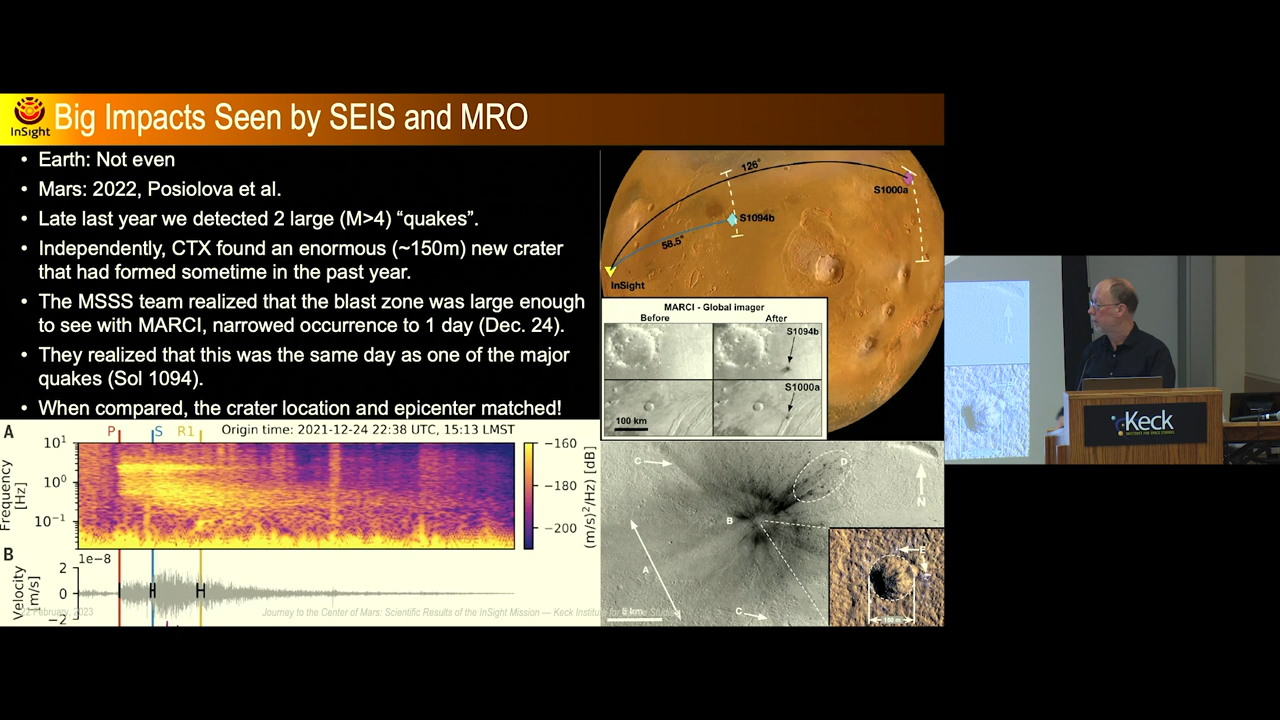 InSight
Big Impacts Seen by SEIS and MRO
• Earth: Not even
• Mars: 2022, Posiolova et al.
• Late last year we detected 2 large (M>4) “quakes”.
• Independently, CTX found an enormous (~150m) new crater
that had formed sometime in the past year.
• The MSSS team realized that the blast zone was large enough
to see with MARCI, narrowed occurrence to 1 day (Dec. 24).
• They realized that this was the same day as one of the major
quakes (Sol 1094).
• When compared, the crater location and epicenter matched!
126°
S1000a
S1094b
58.5°
InSight
MARCI - Global imager
Before After
S1094b
S1000a
100 km
A
P S R1 Origin time: 2021-12-24 22:38 UTC, 15:13 LMST
Frequency
[Hz]
10¹
10⁰
10⁻¹
−160
−180
−200
(m/s)²/Hz) [dB]
B
1e-8
Velocity
[m/s]
2
0
−2
February, 2023
Journey to the Center of Mars: Scientific Results of the InSight Mission — Keck Institute for
C
D
N
B
A
C
5 km
E
150 m
N
Keck
INSTITUTE FOR SPACE STUDIES